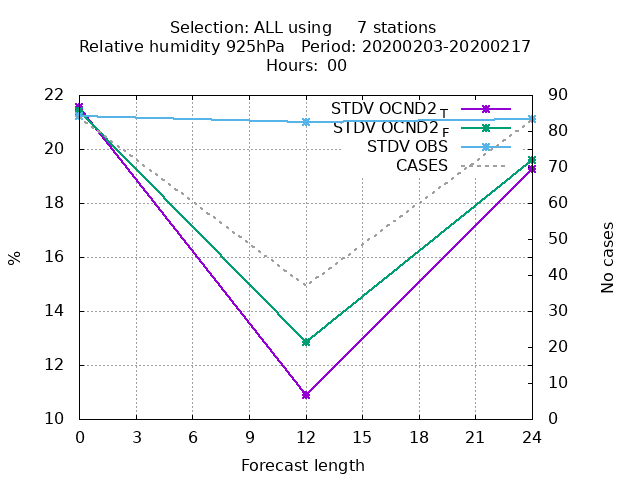 Selection: ALL using 7 stations
Relative humidity 925hPa Period: 20200203-20200217
Hours: 00
STDV OCND2 T
STDV OCND2 F
STDV OBS
CASES
%
No cases
22
20
18
16
14
12
10
90
80
70
60
50
40
30
20
10
0
0 3 6 9 12 15 18 21 24
Forecast length